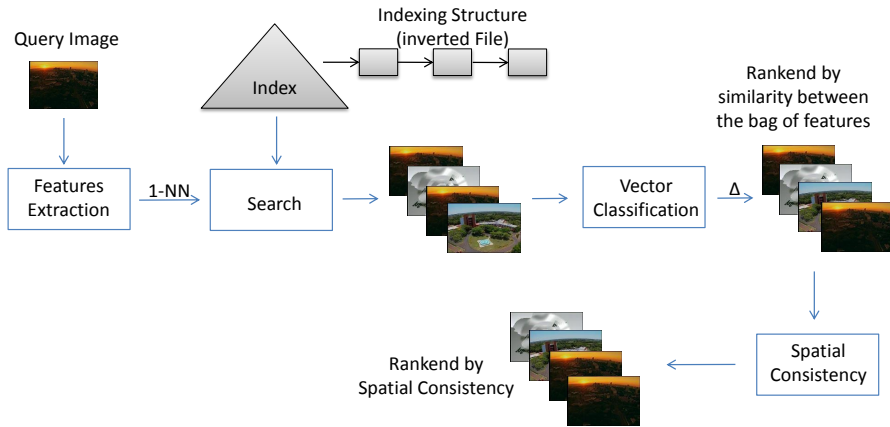 Query Image
Indexing Structure
(inverted File)
Index
Rankend by
similarity between
the bag of features
Features
Extraction
1-NN
Search
Vector
Classification
Δ
Rankend by
Spatial Consistency
Spatial
Consistency